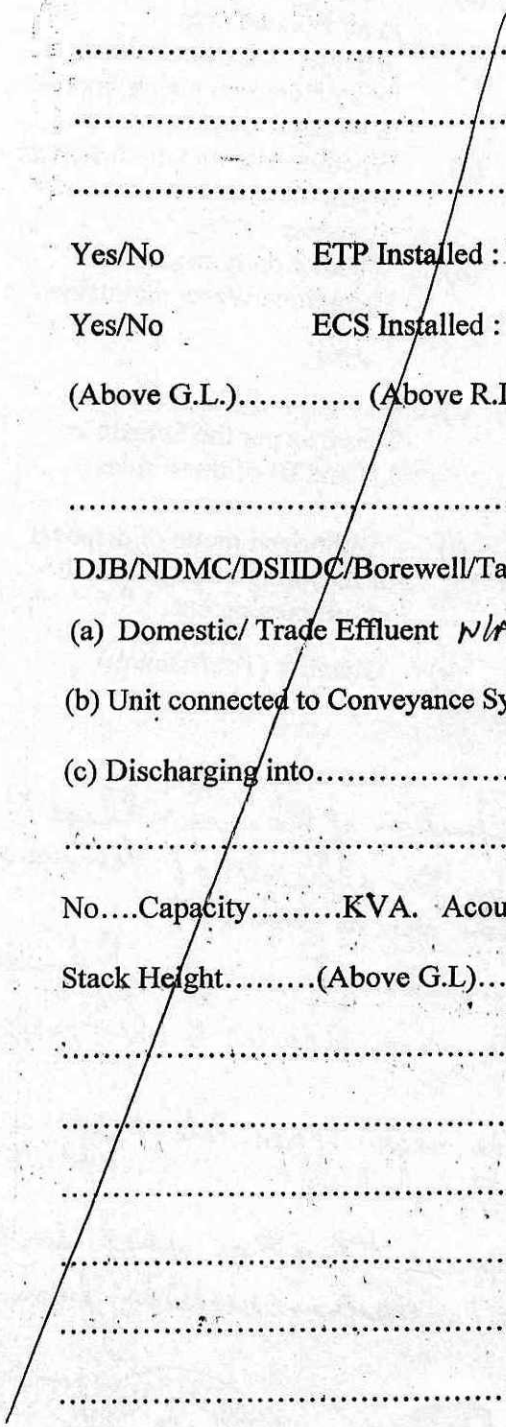 ....................................................
....................................................
....................................................
Yes/No ETP Installed :
Yes/No ECS Installed :
(Above G.L.)............ (Above R.
....................................................
DJB/NDMC/DSIIDC/Borewell/Ta
(a) Domestic/ Trade Effluent
(b) Unit connected to Conveyance Sy
(c) Discharging into....................
....................................................
No....Capacity.........KVA. Acou
Stack Height.........(Above G.L)....
....................................................
....................................................
....................................................
....................................................
....................................................
....................................................